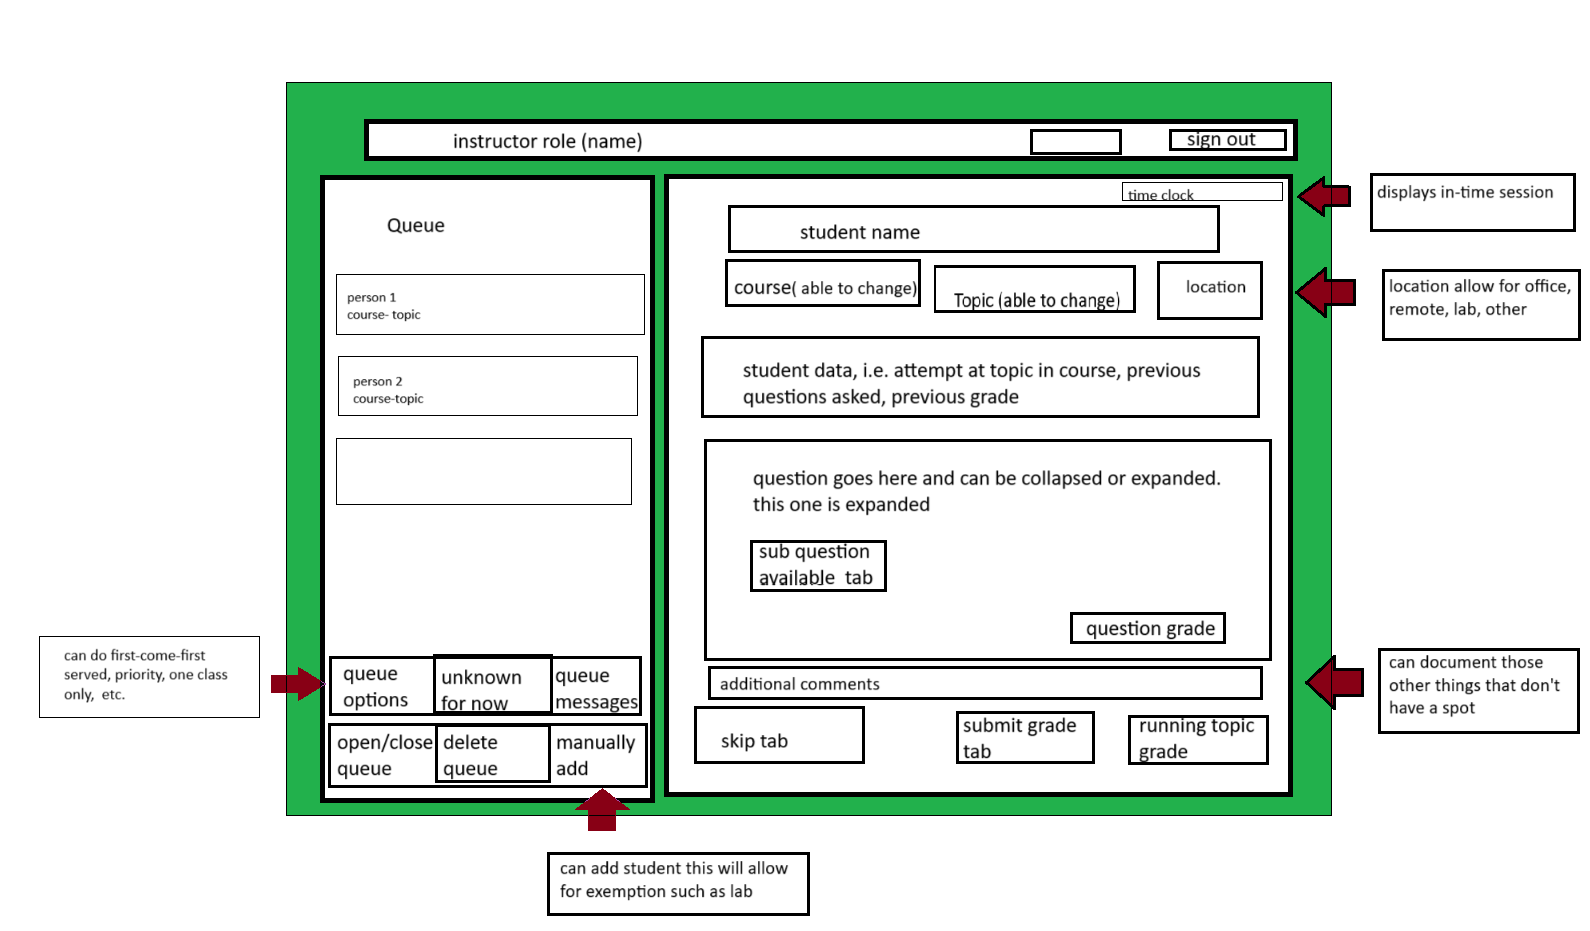 instructor role (name)
sign out
Queue
person 1
course- topic
person 2
course-topic
queue
options
unknown
for now
queue
messages
open/close
queue
delete
queue
manually
add
time clock
student name
course( able to change)
Topic (able to change)
location
student data, i.e. attempt at topic in course, previous
questions asked, previous grade
question goes here and can be collapsed or expanded.
this one is expanded
sub question
available tab
question grade
additional comments
skip tab
submit grade
tab
running topic
grade
displays in-time session
location allow for office,
remote, lab, other
can document those
other things that don't
have a spot
can do first-come-first
served, priority, one class
only, etc.
can add student this will allow
for exemption such as lab